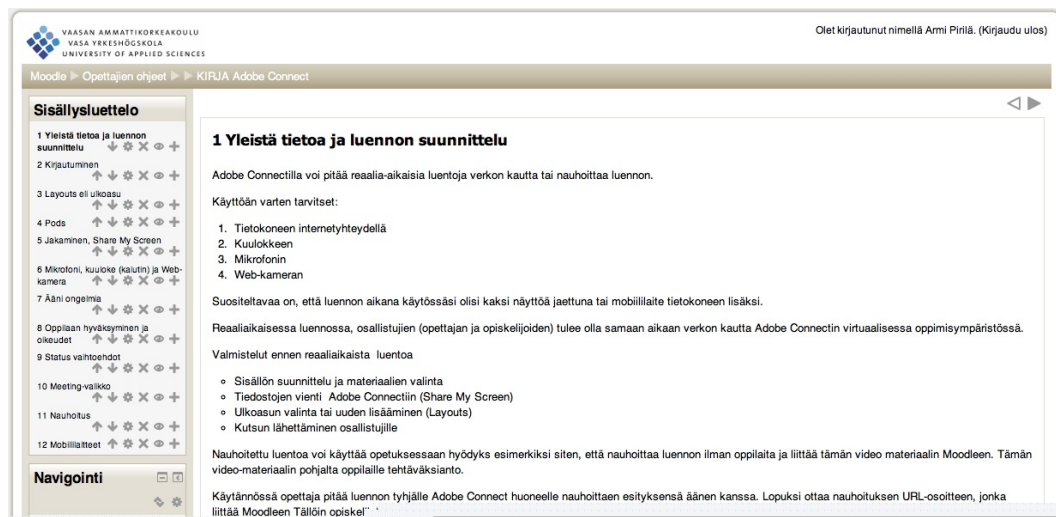 VAASAN AMMATTIKORKEAKOULU
VASA YRKESHÖGSKOLA
UNIVERSITY OF APPLIED SCIENCES
Olet kirjautunut nimellä Armi Pirilä. (Kirjaudu ulos)
Moodle ► Opettajien ohjeet ► ► KIRJA Adobe Connect
Sisällysluettelo
1 Yleistä tietoa ja luennon
suunnittelu
2 Kirjautuminen
3 Layouts eli ulkoasu
4 Pods
5 Jakaminen, Share My Screen
6 Mikrofoni, kuuloke (kaiutin) ja Web-
kamera
7 Ääni ongelmia
8 Oppilaan hyväksyminen ja
oikeudet
9 Status vaihtoehdot
10 Meeting-valikko
11 Nauhoitus
12 Mobiililaitteet
Navigointi
1 Yleistä tietoa ja luennon suunnittelu
Adobe Connectilla voi pitää reaalia-aikaisia luentoja verkon kautta tai nauhoittaa luennon.
Käyttöän varten tarvitset:
1. Tietokoneen internetyhteydellä
2. Kuulokkeen
3. Mikrofonin
4. Web-kameran
Suositeltavaa on, että luennon aikana käytössäsi olisi kaksi näyttöä jaettuna tai mobiililaite tietokoneen lisäksi.
Reaaliaikaisessa luennossa, osallistujien (opettajan ja opiskelijoiden) tulee olla samaan aikaan verkon kautta Adobe Connectin virtuaalisessa oppimisympäristössä.
Valmistelut ennen reaaliaikaista luentoa
◦ Sisällön suunnittelu ja materiaalien valinta
◦ Tiedostojen vienti Adobe Connectiin (Share My Screen)
◦ Ulkoasun valinta tai uuden lisääminen (Layouts)
◦ Kutsun lähettäminen osallistujille
Nauhoitettu luentoa voi käyttää opetuksessaan hyödyks esimerkiksi siten, että nauhoittaa luennon ilman oppilaita ja liittää tämän video materiaalin Moodleen. Tämän
video-materiaalin pohjalta oppilaille tehtäväksianto.
Käytännössä opettaja pitää luennon tyhjälle Adobe Connect huoneelle nauhoittaen esityksensä äänen kanssa. Lopuksi ottaa nauhoituksen URL-osoitteen, jonka
liittää Moodleen Tällöin